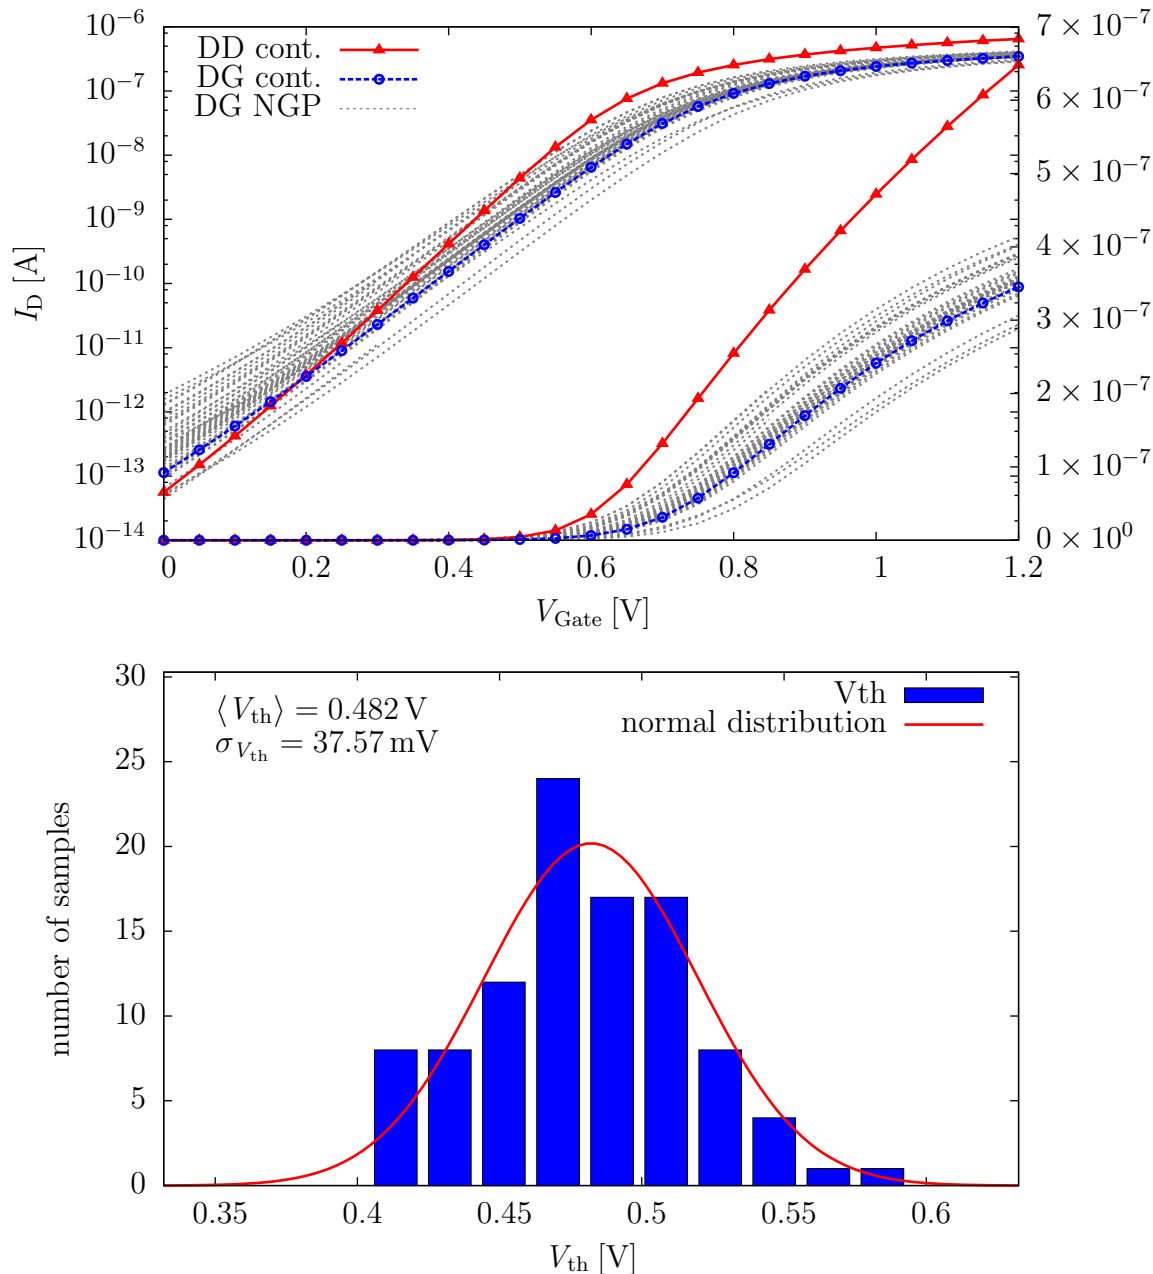 10⁻⁶
10⁻⁷
10⁻⁸
10⁻⁹
10⁻¹⁰
10⁻¹¹
10⁻¹²
10⁻¹³
10⁻¹⁴
I_D [A]
DD cont.
DG cont.
DG NGP
7 × 10⁻⁷
6 × 10⁻⁷
5 × 10⁻⁷
4 × 10⁻⁷
3 × 10⁻⁷
2 × 10⁻⁷
1 × 10⁻⁷
0 × 10⁰
0 0.2 0.4 0.6 0.8 1 1.2
V_Gate [V]
30
25
20
15
10
5
0
number of samples
⟨V_th⟩ = 0.482 V
σ_V_th = 37.57 mV
Vth
normal distribution
0.35 0.4 0.45 0.5 0.55 0.6
V_th [V]